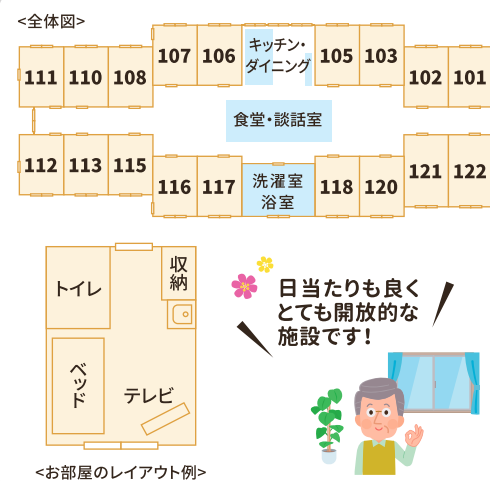 <全体図>
111 110 108 107 106 キッチン・
ダイニング 105 103 102 101
食堂・談話室
112 113 115 116 117 洗濯室
浴室 118 120 121 122
トイレ
収納
ベッド
テレビ
<お部屋のレイアウト例>
日当たりも良く
とても開放的な
施設です!